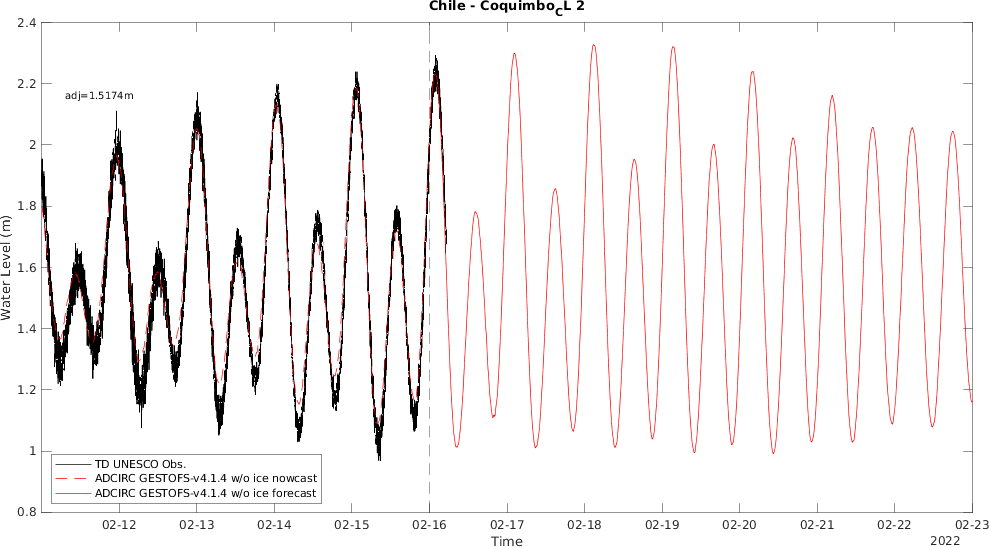 Chile - Coquimbo_CL 2
adj=1.5174m
Water Level (m)
2.4
2.2
2
1.8
1.6
1.4
1.2
1
0.8
TD UNESCO Obs.
ADCIRC GESTOFS-v4.1.4 w/o ice nowcast
ADCIRC GESTOFS-v4.1.4 w/o ice forecast
02-12 02-13 02-14 02-15 02-16 02-17 02-18 02-19 02-20 02-21 02-22 02-23
Time
2022